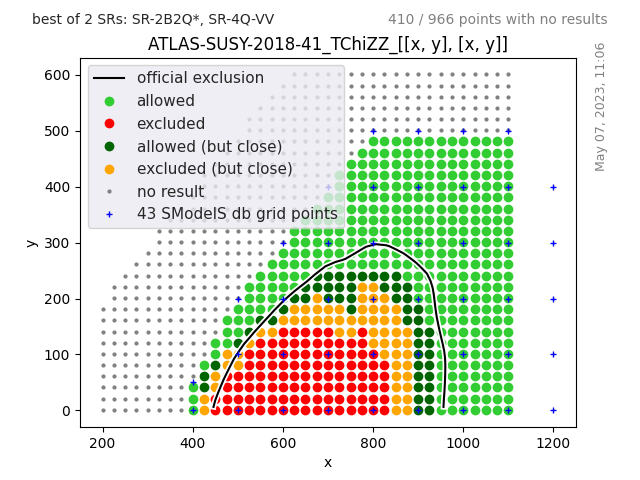 best of 2 SRs: SR-2B2Q*, SR-4Q-VV
410 / 966 points with no results
ATLAS-SUSY-2018-41_TChiZZ_[[x, y], [x, y]]
May 07, 2023, 11:06
official exclusion
allowed
excluded
allowed (but close)
excluded (but close)
no result
43 SModelS db grid points
y
600
500
400
300
200
100
0
200
400
600
800
1000
1200
x